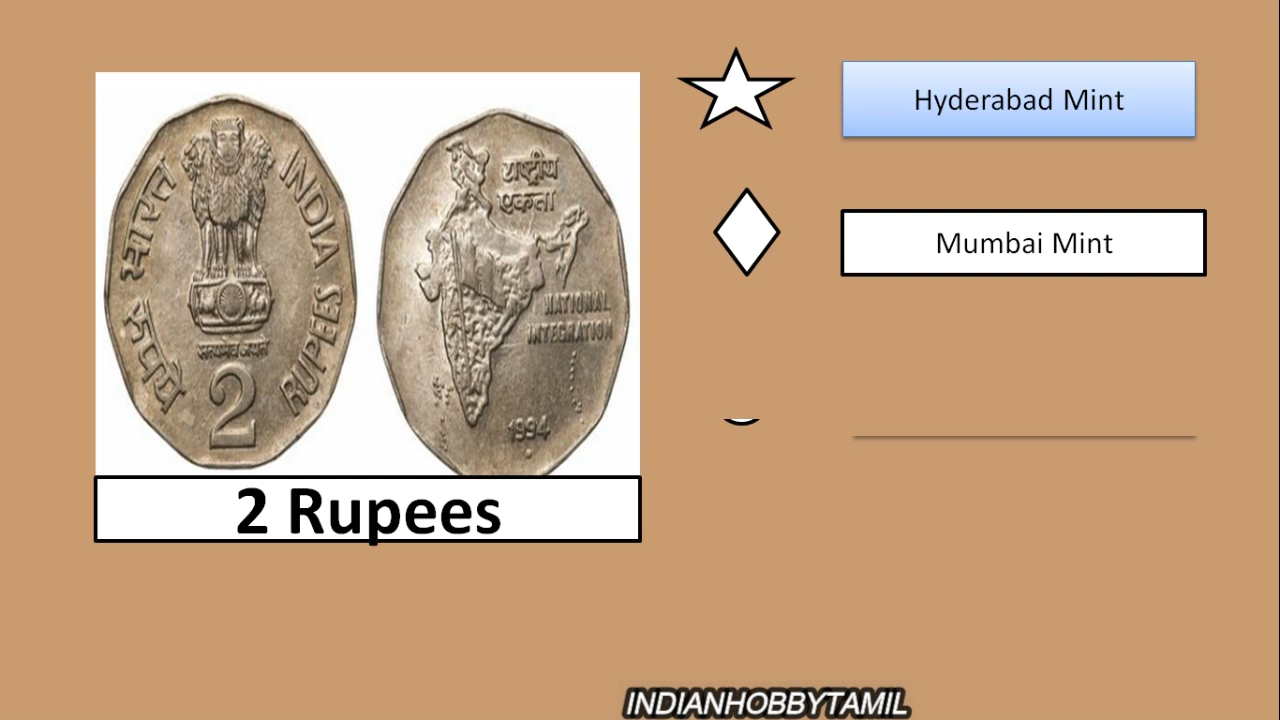 Hyderabad Mint
Mumbai Mint
भारत
INDIA
रूपये
RUPEES
सत्यमेव जयते
2
राष्ट्रीय
एकता
NATIONAL
INTEGRATION
1994
2 Rupees
INDIANHOBBYTAMIL